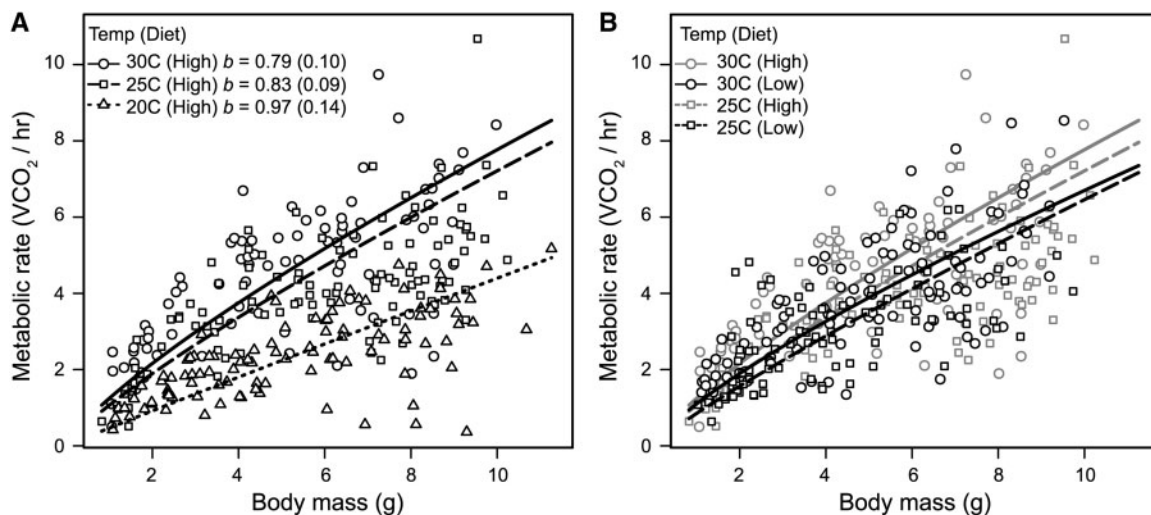 A
Temp (Diet)
30C (High) b = 0.79 (0.10)
25C (High) b = 0.83 (0.09)
20C (High) b = 0.97 (0.14)
Metabolic rate (VCO₂ / hr)
10
8
6
4
2
0
2 4 6 8 10
Body mass (g)
B
Temp (Diet)
30C (High)
30C (Low)
25C (High)
25C (Low)
Metabolic rate (VCO₂ / hr)
10
8
6
4
2
0
2 4 6 8 10
Body mass (g)